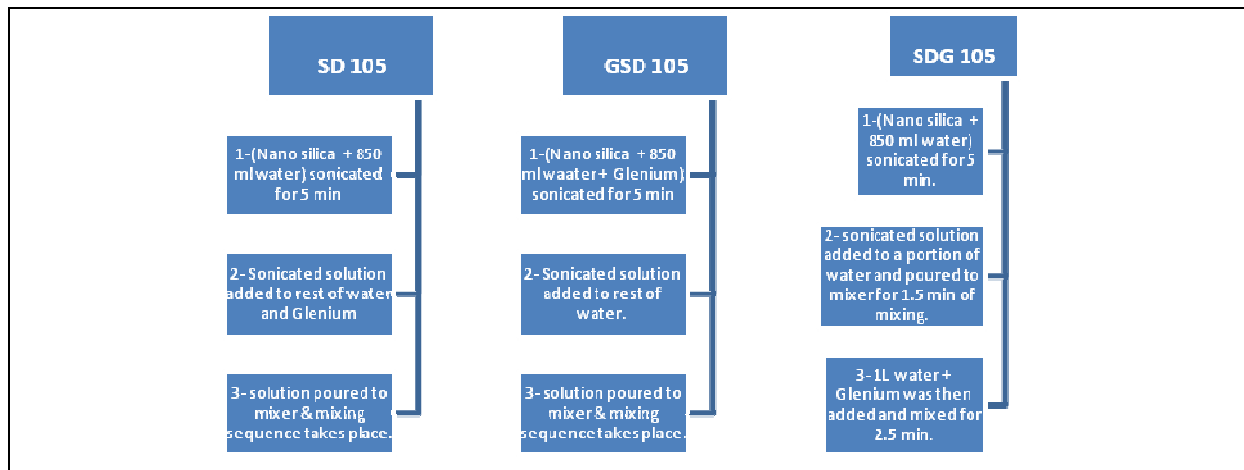 SD 105
1-(Nano silica + 850
ml water) sonicated
for 5 min
2- Sonicated solution
added to rest of water
and Glenium
3- solution poured to
mixer & mixing
sequence takes place.
GSD 105
1-(Nano silica + 850
ml waater+ Glenium)
sonicated for 5 min
2- Sonicated solution
added to rest of
water.
3- solution poured to
mixer & mixing
sequence takes place.
SDG 105
1-(Nano silica +
850 ml water)
sonicated for 5
min.
2- sonicated solution
added to a portion of
water and poured to
mixer for 1.5 min of
mixing.
3-1L water +
Glenium was then
added and mixed for
2.5 min.